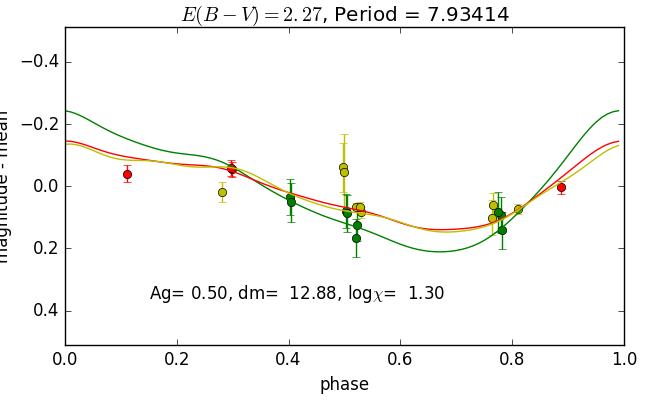 E(B − V) = 2.27, Period = 7.93414
magnitude - mean
−0.4
−0.2
0.0
0.2
0.4
Ag= 0.50, dm= 12.88, logχ= 1.30
0.0 0.2 0.4 0.6 0.8 1.0
phase